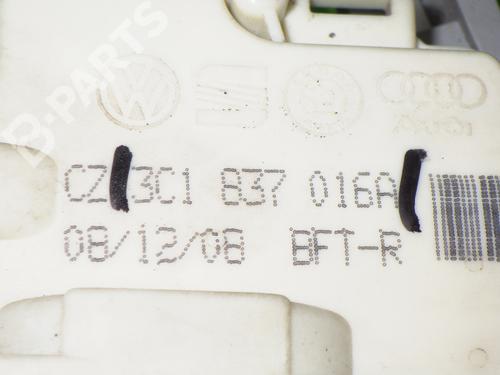 B-PARTS
Audi
CZ 3C1 837 016A
08/12/08 BFT-R